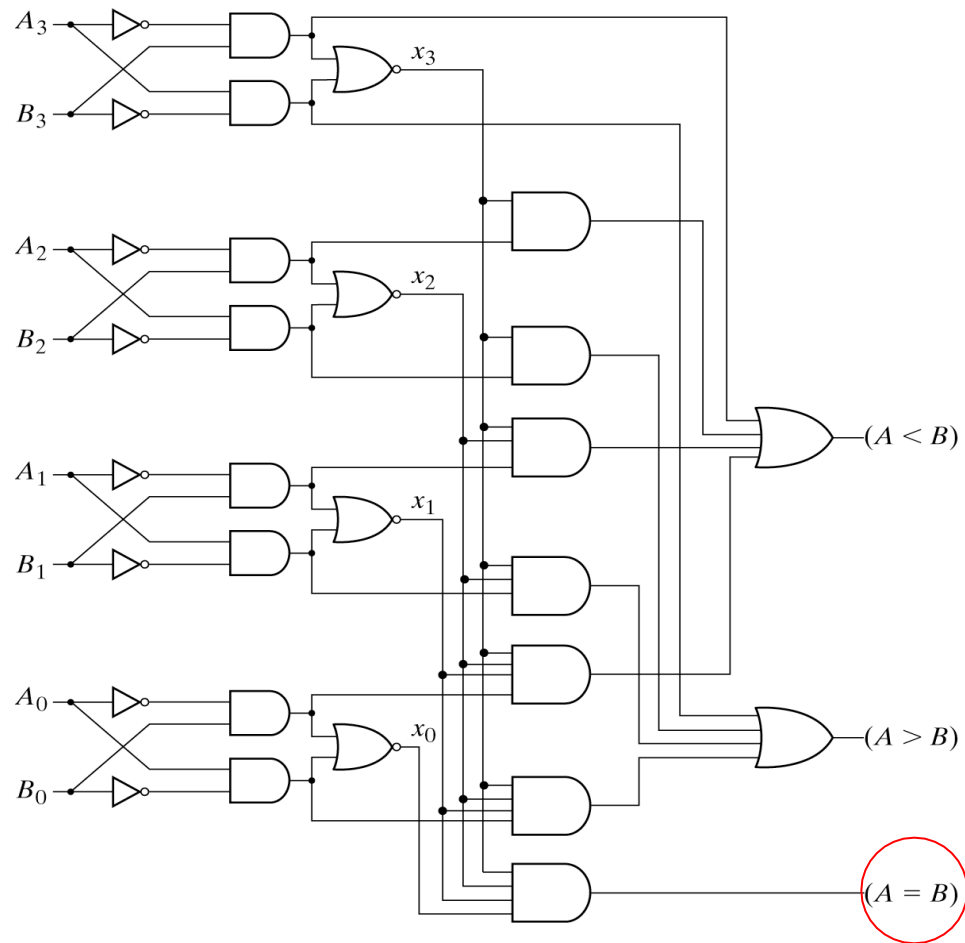 A₃
x₃
B₃
A₂
x₂
B₂
(A < B)
A₁
x₁
B₁
A₀
x₀
(A > B)
B₀
(A = B)